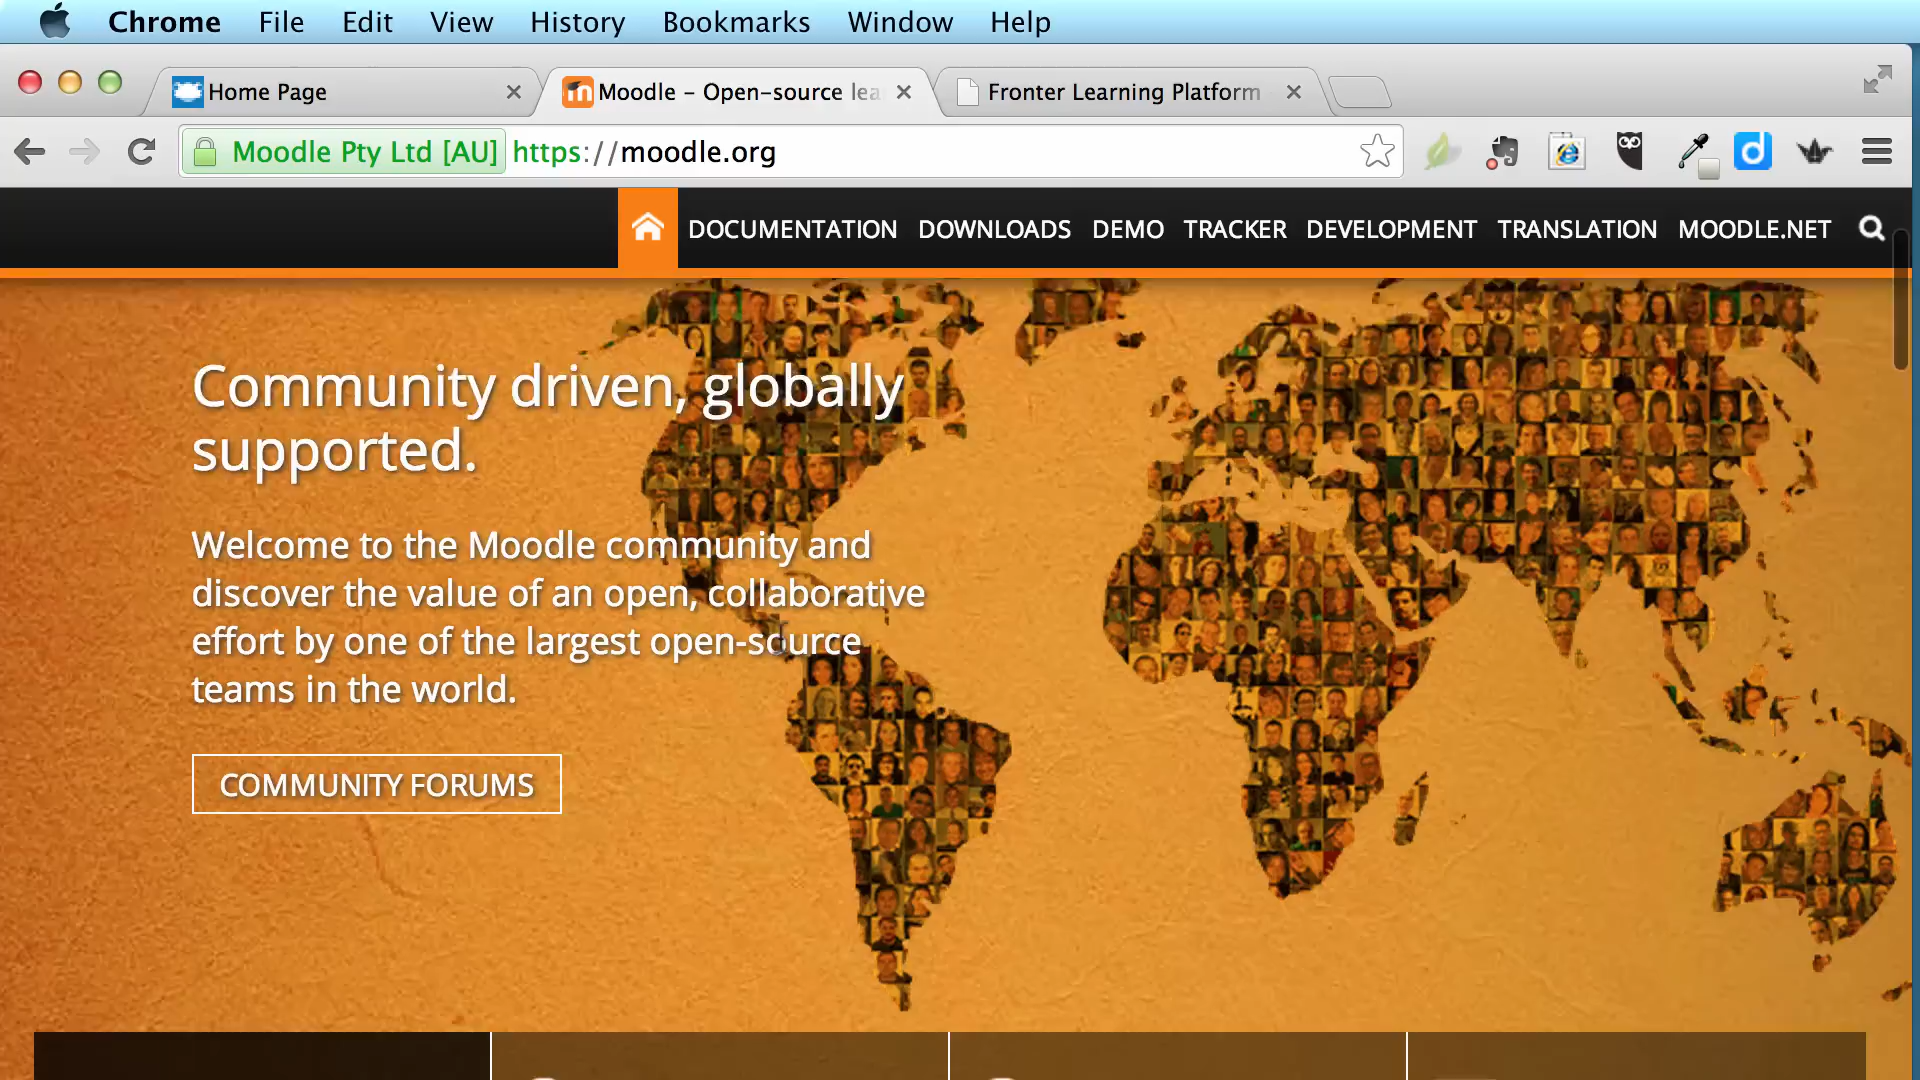 Chrome File Edit View History Bookmarks Window Help
Home Page
Moodle – Open-source lea
Fronter Learning Platform
Moodle Pty Ltd [AU] https://moodle.org
DOCUMENTATION DOWNLOADS DEMO TRACKER DEVELOPMENT TRANSLATION MOODLE.NET
Community driven, globally
supported.
Welcome to the Moodle community and
discover the value of an open, collaborative
effort by one of the largest open-source
teams in the world.
COMMUNITY FORUMS